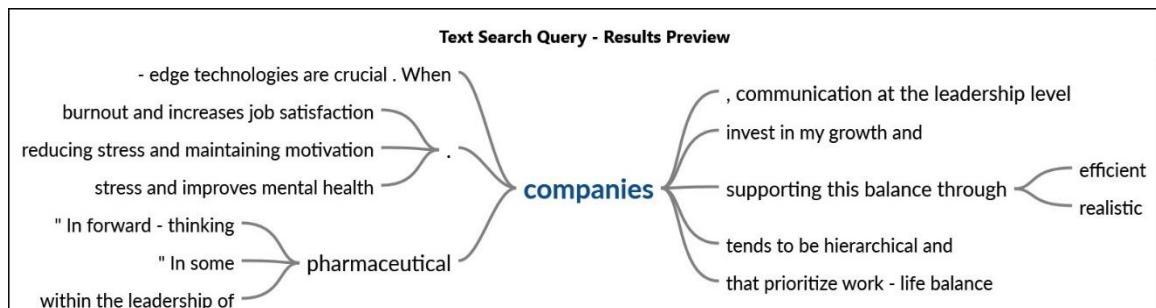 Text Search Query - Results Preview
- edge technologies are crucial . When
burnout and increases job satisfaction
reducing stress and maintaining motivation
.
stress and improves mental health
" In forward - thinking
" In some
pharmaceutical
within the leadership of
companies
, communication at the leadership level
invest in my growth and
supporting this balance through
efficient
realistic
tends to be hierarchical and
that prioritize work - life balance